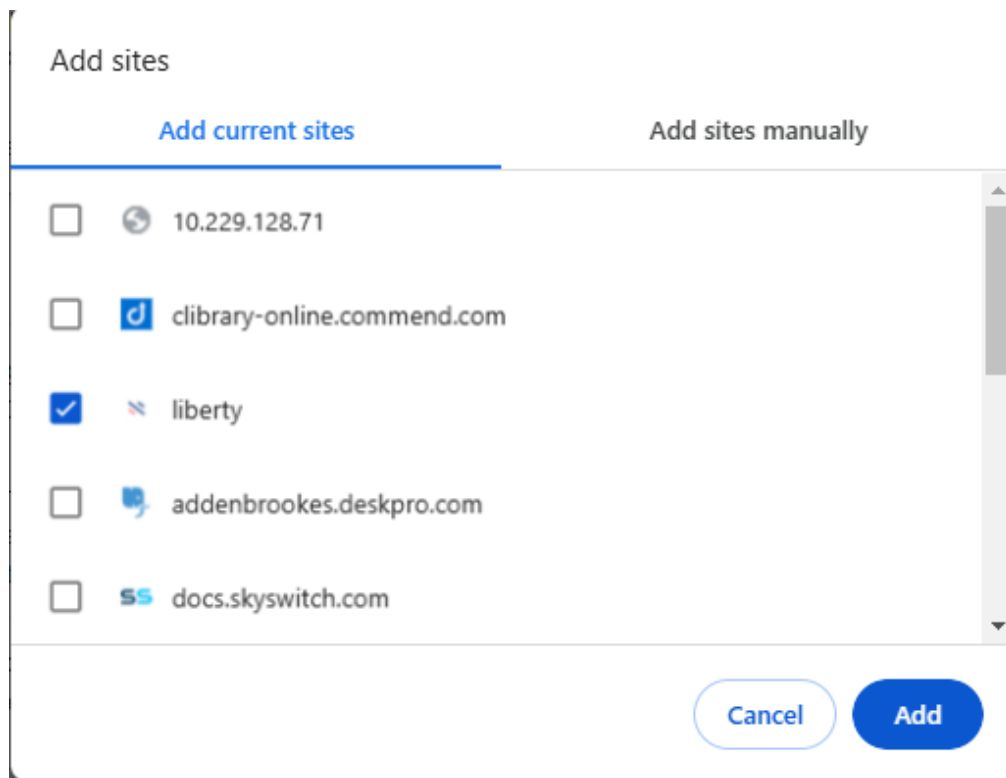 Add sites
Add current sites
Add sites manually
10.229.128.71
clibrary-online.commend.com
liberty
addenbrookes.deskpro.com
SS docs.skyswitch.com
Cancel
Add